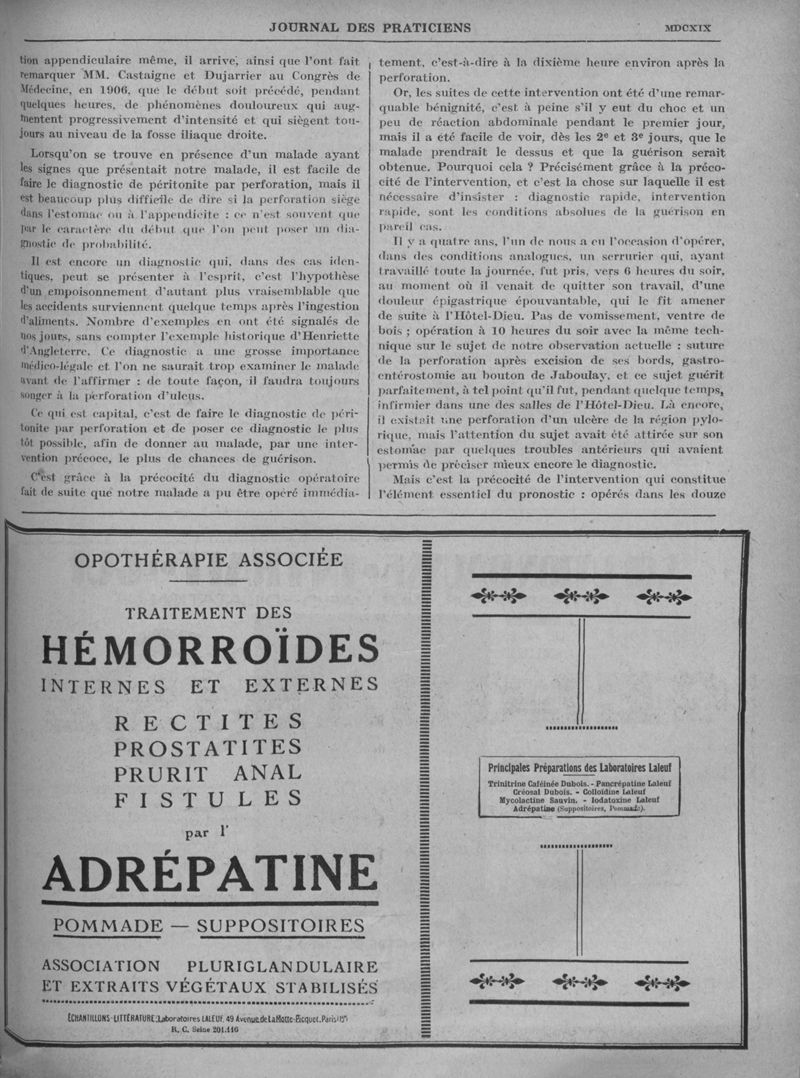 JOURNAL DES PRATICIENS
MDCXIX
tion appendiculaire même, il arrive, ainsi que l'ont fait
remarquer MM. Castaigne et Dujarrier au Congrès de
Médecine, en 1906, que le début soit précédé, pendant
quelques heures, de phénomènes douloureux qui aug-
mentent progressivement d'intensité et qui siègent tou-
jours au niveau de la fosse iliaque droite.
Lorsqu'on se trouve en présence d'un malade ayant
les signes que présentait notre malade, il est facile de
faire le diagnostic de péritonite par perforation, mais il
est beaucoup plus difficile de dire si la perforation siège
dans l'estomac ou à l'appendicite : ce n'est souvent que
par le caractère du début que l'on peut poser un dia-
gnostic de probabilité.
Il est encore un diagnostic qui, dans des cas iden-
tiques, peut se présenter à l'esprit, c'est l'hypothèse
d'un empoisonnement d'autant plus vraisemblable que
les accidents surviennent quelque temps après l'ingestion
d'aliments. Nombre d'exemples en ont été signalés de
nos jours, sans compter l'exemple historique d'Henriette
d'Angleterre. Ce diagnostic a une grosse importance
médico-légale et l'on ne saurait trop examiner le malade
avant de l'affirmer : de toute façon, il faudra toujours
songer à la perforation d'ulcus.
Ce qui est capital, c'est de faire le diagnostic de péri-
tonite par perforation et de poser ce diagnostic le plus
tôt possible, afin de donner au malade, par une inter-
vention précoce, le plus de chances de guérison.
C'est grâce à la précocité du diagnostic opératoire
fait de suite que notre malade a pu être opéré immédia-
tement, c'est-à-dire à la dixième heure environ après la
perforation.
Or, les suites de cette intervention ont été d'une remar-
quable bénignité, c'est à peine s'il y eut du choc et un
peu de réaction abdominale pendant le premier jour,
mais il a été facile de voir, dès les 2e et 3e jours, que le
malade prendrait le dessus et que la guérison serait
obtenue. Pourquoi cela ? Précisément grâce à la préco-
cité de l'intervention, et c'est la chose sur laquelle il est
nécessaire d'insister : diagnostic rapide, intervention
rapide, sont les conditions absolues de la guérison en
pareil cas.
Il y a quatre ans, l'un de nous a eu l'occasion d'opérer,
dans des conditions analogues, un serrurier qui, ayant
travaillé toute la journée, fut pris, vers 6 heures du soir,
au moment où il venait de quitter son travail, d'une
douleur épigastrique épouvantable, qui le fit amener
de suite à l'Hôtel-Dieu. Pas de vomissement, ventre de
bois ; opération à 10 heures du soir avec la même tech-
nique sur le sujet de notre observation actuelle : suture
de la perforation après excision de ses bords, gastro-
entérostomie au bouton de Jaboulay, et ce sujet guérit
parfaitement, à tel point qu'il fut, pendant quelque temps,
infirmier dans une des salles de l'Hôtel-Dieu. Là encore,
il existait une perforation d'un ulcère de la région pylo-
rique, mais l'attention du sujet avait été attirée sur son
estomac par quelques troubles antérieurs qui avaient
permis de préciser mieux encore le diagnostic.
Mais c'est la précocité de l'intervention qui constitue
l'élément essentiel du pronostic : opérés dans les douze
OPOTHÉRAPIE ASSOCIÉE
TRAITEMENT DES
HÉMORROÏDES
INTERNES ET EXTERNES
RECTITES
PROSTATITES
PRURIT ANAL
FISTULES
par l'
ADRÉPATINE
POMMADE — SUPPOSITOIRES
ASSOCIATION PLURIGLANDULAIRE
ET EXTRAITS VÉGÉTAUX STABILISÉS
ÉCHANTILLONS-LITTÉRATURE: Laboratoires LALEUF, 49 Avenue de La Motte-Picquet. Paris (15e)
R. C. Seine 201.446
Principales Préparations des Laboratoires Laleuf
Trinitrine Caféinée Dubois. - Pancrépatine Laleuf
Créosal Dubois. - Colloïdine Laleuf
Mycolactine Sauvin. - Iodatoxine Laleuf
Adrépatine (Suppositoires, Pommade).